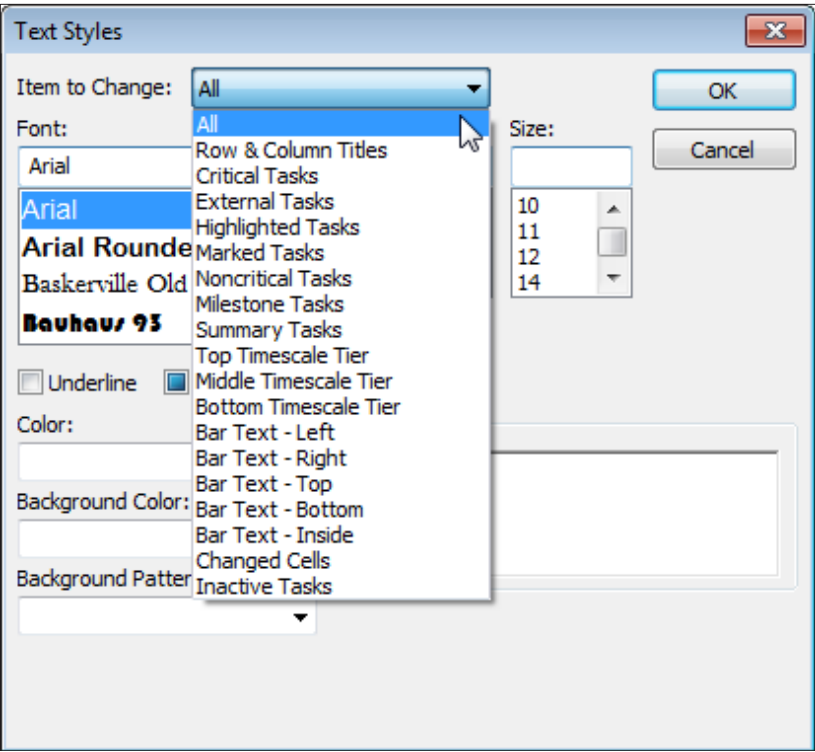 Text Styles
Item to Change: All OK
Font: All Size:
Arial Row & Column Titles Cancel
Critical Tasks
Arial External Tasks 10
Arial Rounde Highlighted Tasks 11
Marked Tasks 12
Baskerville Old Noncritical Tasks 14
Bauhaus 93 Milestone Tasks
Summary Tasks
Top Timescale Tier
Underline Middle Timescale Tier
Bottom Timescale Tier
Color: Bar Text - Left
Bar Text - Right
Bar Text - Top
Background Color: Bar Text - Bottom
Bar Text - Inside
Changed Cells
Background Patter Inactive Tasks